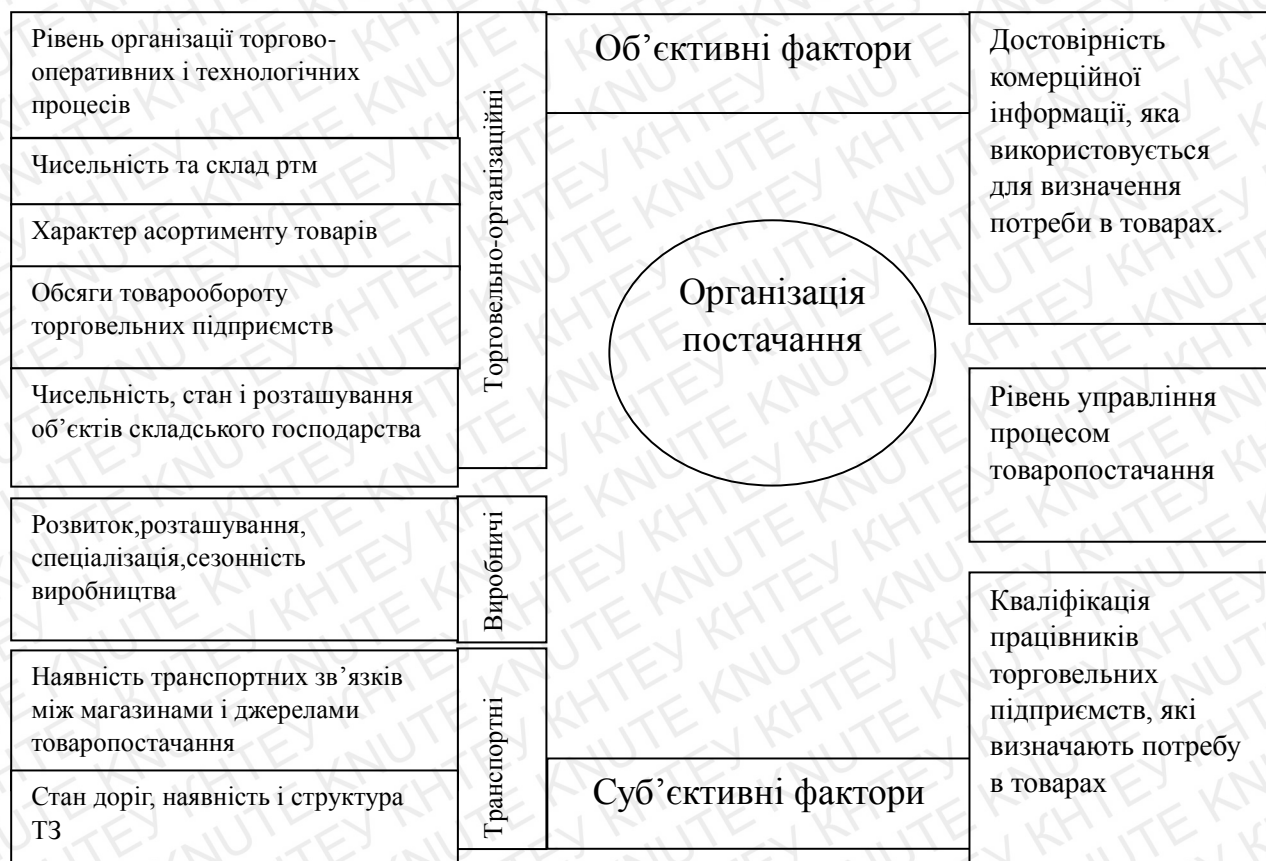 Рівень організації торгово-
оперативних і технологічних
процесів
Чисельність та склад ртм
Характер асортименту товарів
Обсяги товарообороту
торговельних підприємств
Чисельність, стан і розташування
об’єктів складського господарства
Торговельно-організаційні
Розвиток,розташування,
спеціалізація,сезонність
виробництва
Виробничі
Наявність транспортних зв’язків
між магазинами і джерелами
товаропостачання
Стан доріг, наявність і структура
ТЗ
Транспортні
Об’єктивні фактори
Організація
постачання
Суб’єктивні фактори
Достовірність
комерційної
інформації, яка
використовується
для визначення
потреби в товарах.
Рівень управління
процесом
товаропостачання
Кваліфікація
працівників
торговельних
підприємств, які
визначають потребу
в товарах